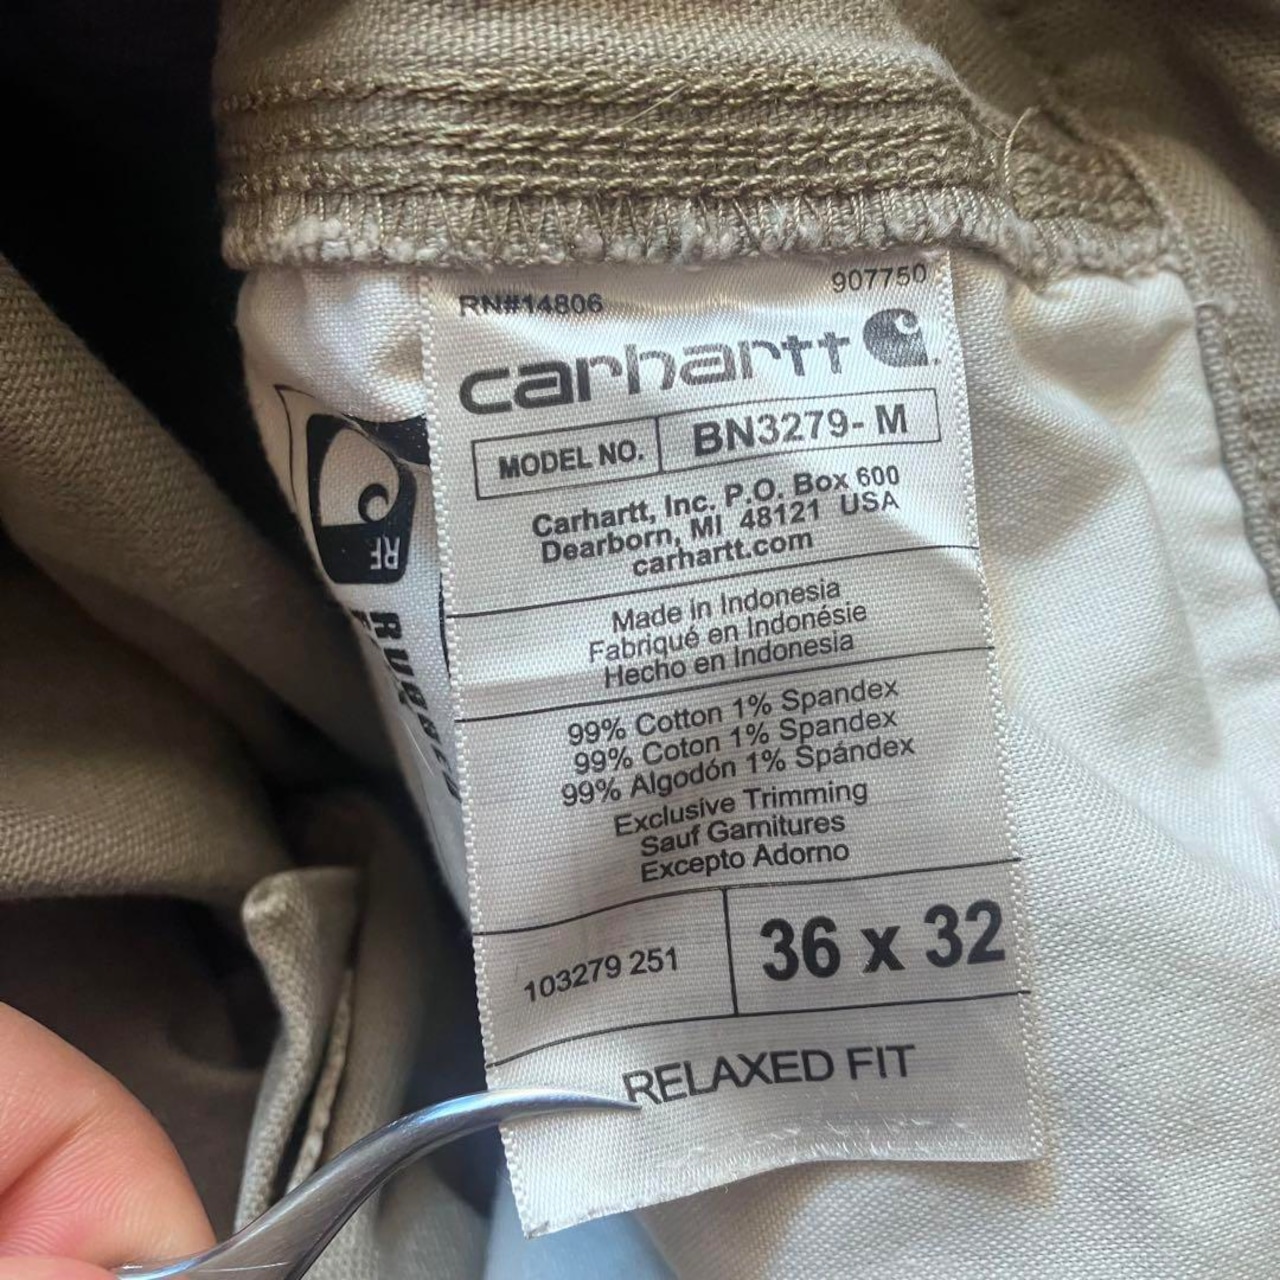 907750
RN#14806
carhartt
MODEL NO. BN3279- M
Carhartt, Inc. P.O. Box 600
Dearborn, MI 48121 USA
carhartt.com
Made in Indonesia
Fabriqué en Indonésie
Hecho en Indonesia
99% Cotton 1% Spandex
99% Coton 1% Spandex
99% Algodón 1% Spándex
Exclusive Trimming
Sauf Garnitures
Excepto Adorno
103279 251 36 x 32
RELAXED FIT
RF